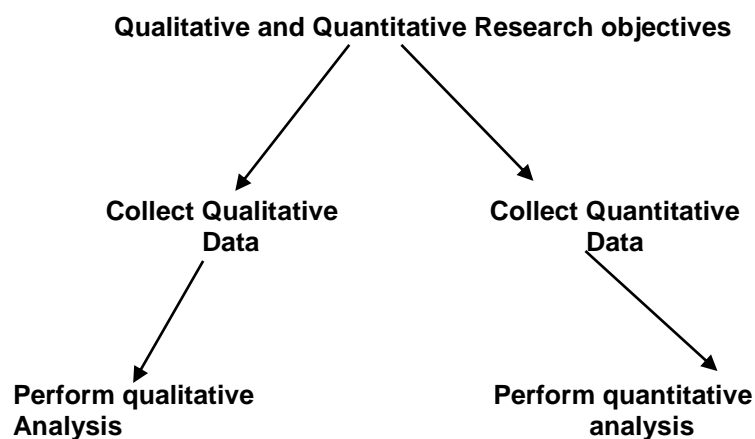 Qualitative and Quantitative Research objectives
Collect Qualitative
Data
Collect Quantitative
Data
Perform qualitative
Analysis
Perform quantitative
analysis